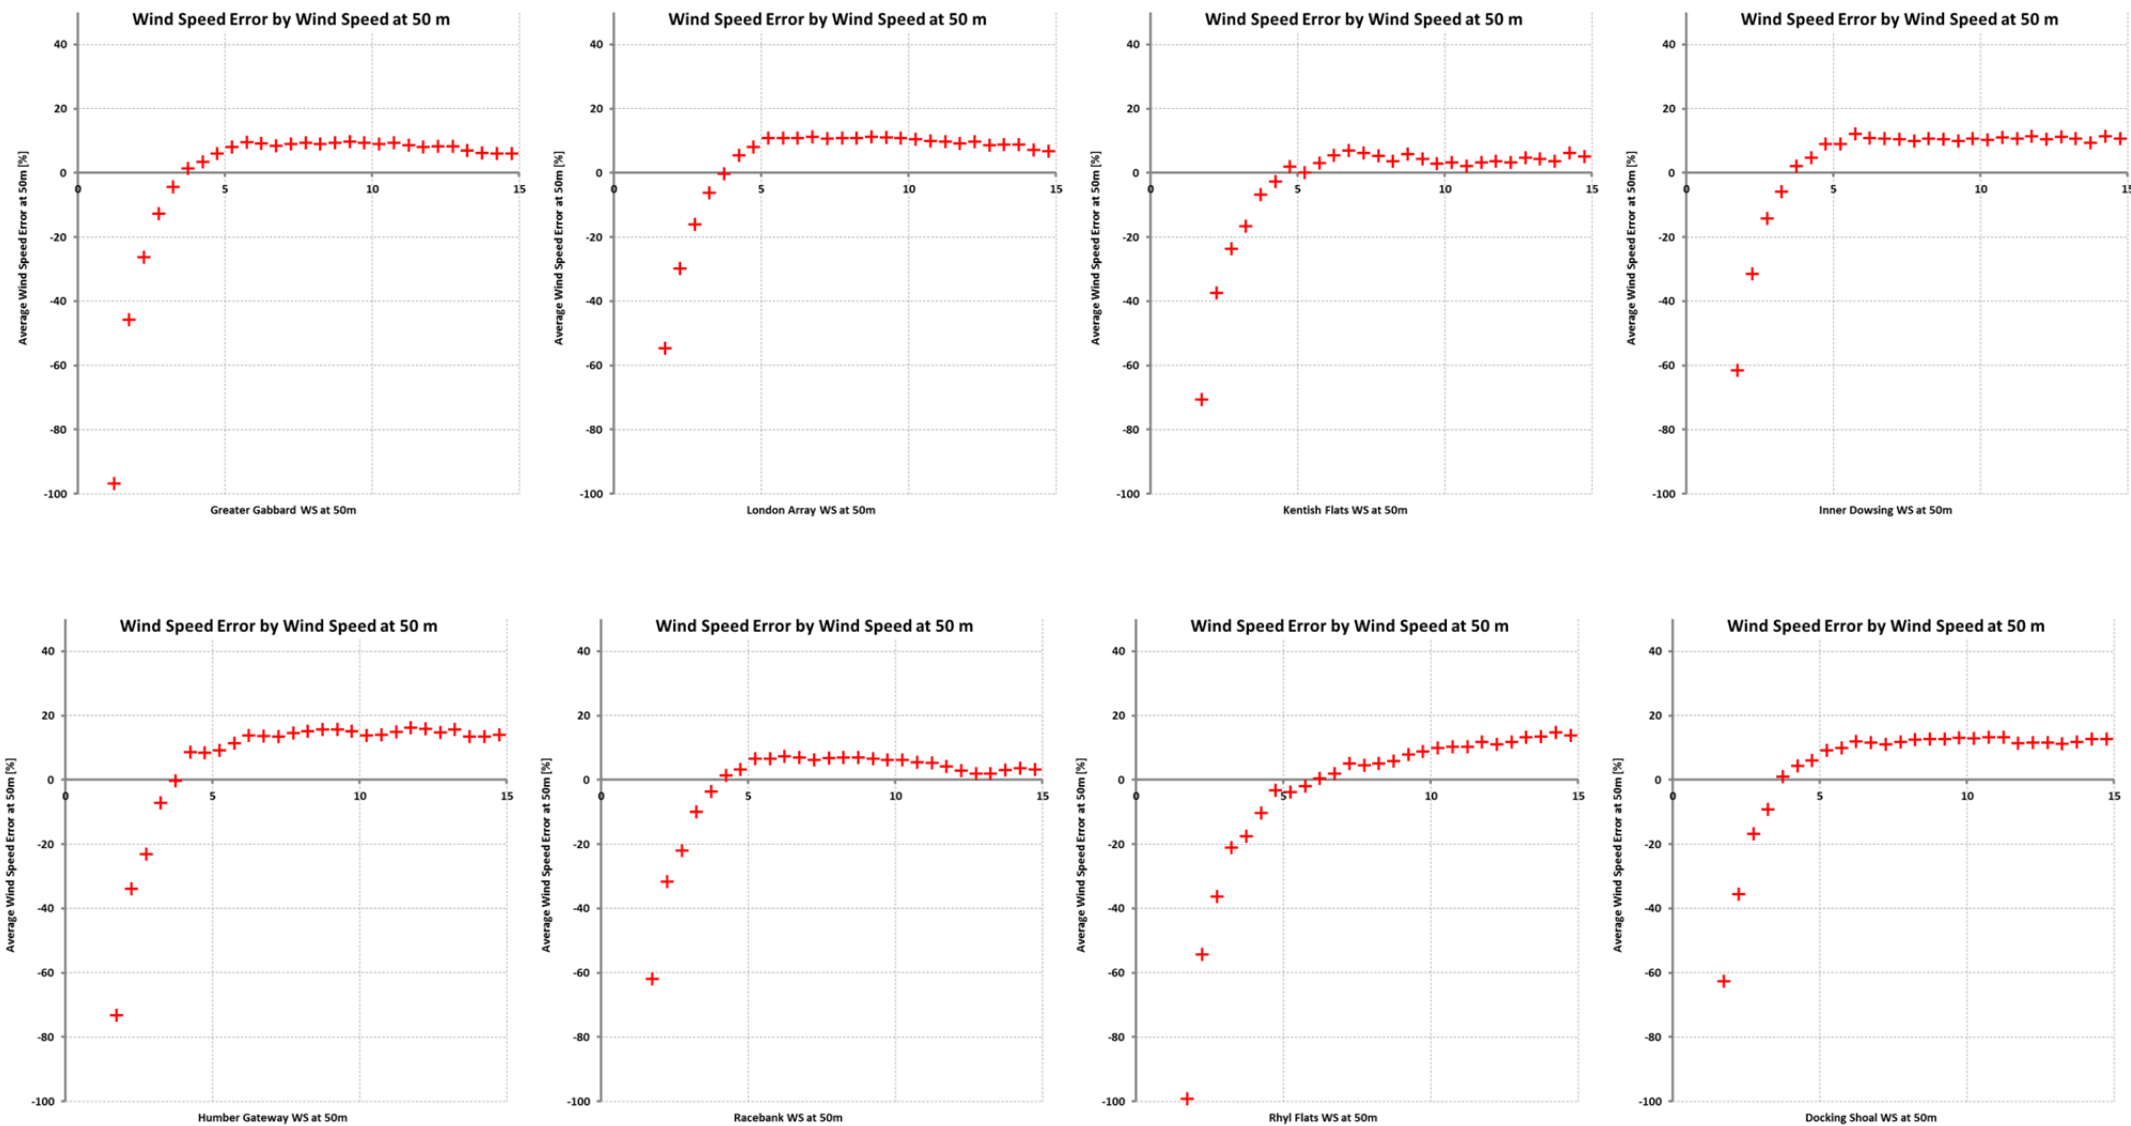 Wind Speed Error by Wind Speed at 50 m
Average Wind Speed Error at 50m [%]
40
20
0
-20
-40
-60
-80
-100
0 5 10 15
Greater Gabbard WS at 50m
Wind Speed Error by Wind Speed at 50 m
Average Wind Speed Error at 50m [%]
40
20
0
-20
-40
-60
-80
-100
0 5 10 15
London Array WS at 50m
Wind Speed Error by Wind Speed at 50 m
Average Wind Speed Error at 50m [%]
40
20
0
-20
-40
-60
-80
-100
0 5 10 15
Kentish Flats WS at 50m
Wind Speed Error by Wind Speed at 50 m
Average Wind Speed Error at 50m [%]
40
20
0
-20
-40
-60
-80
-100
0 5 10 15
Inner Dowsing WS at 50m
Wind Speed Error by Wind Speed at 50 m
Average Wind Speed Error at 50m [%]
40
20
0
-20
-40
-60
-80
-100
0 5 10 15
Humber Gateway WS at 50m
Wind Speed Error by Wind Speed at 50 m
Average Wind Speed Error at 50m [%]
40
20
0
-20
-40
-60
-80
-100
0 5 10 15
Racebank WS at 50m
Wind Speed Error by Wind Speed at 50 m
Average Wind Speed Error at 50m [%]
40
20
0
-20
-40
-60
-80
-100
0 5 10 15
Rhyl Flats WS at 50m
Wind Speed Error by Wind Speed at 50 m
Average Wind Speed Error at 50m [%]
40
20
0
-20
-40
-60
-80
-100
0 5 10 15
Docking Shoal WS at 50m